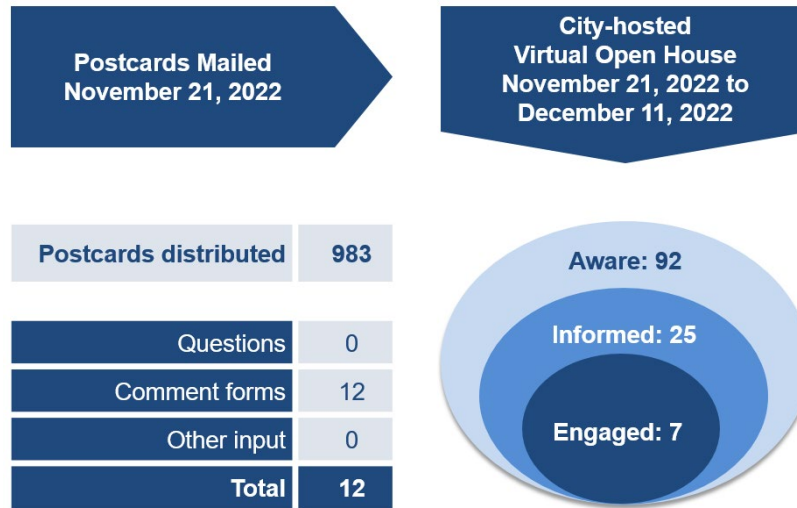 Postcards Mailed
November 21, 2022
City-hosted
Virtual Open House
November 21, 2022 to
December 11, 2022
Postcards distributed 983
Questions 0
Comment forms 12
Other input 0
Total 12
Aware: 92
Informed: 25
Engaged: 7